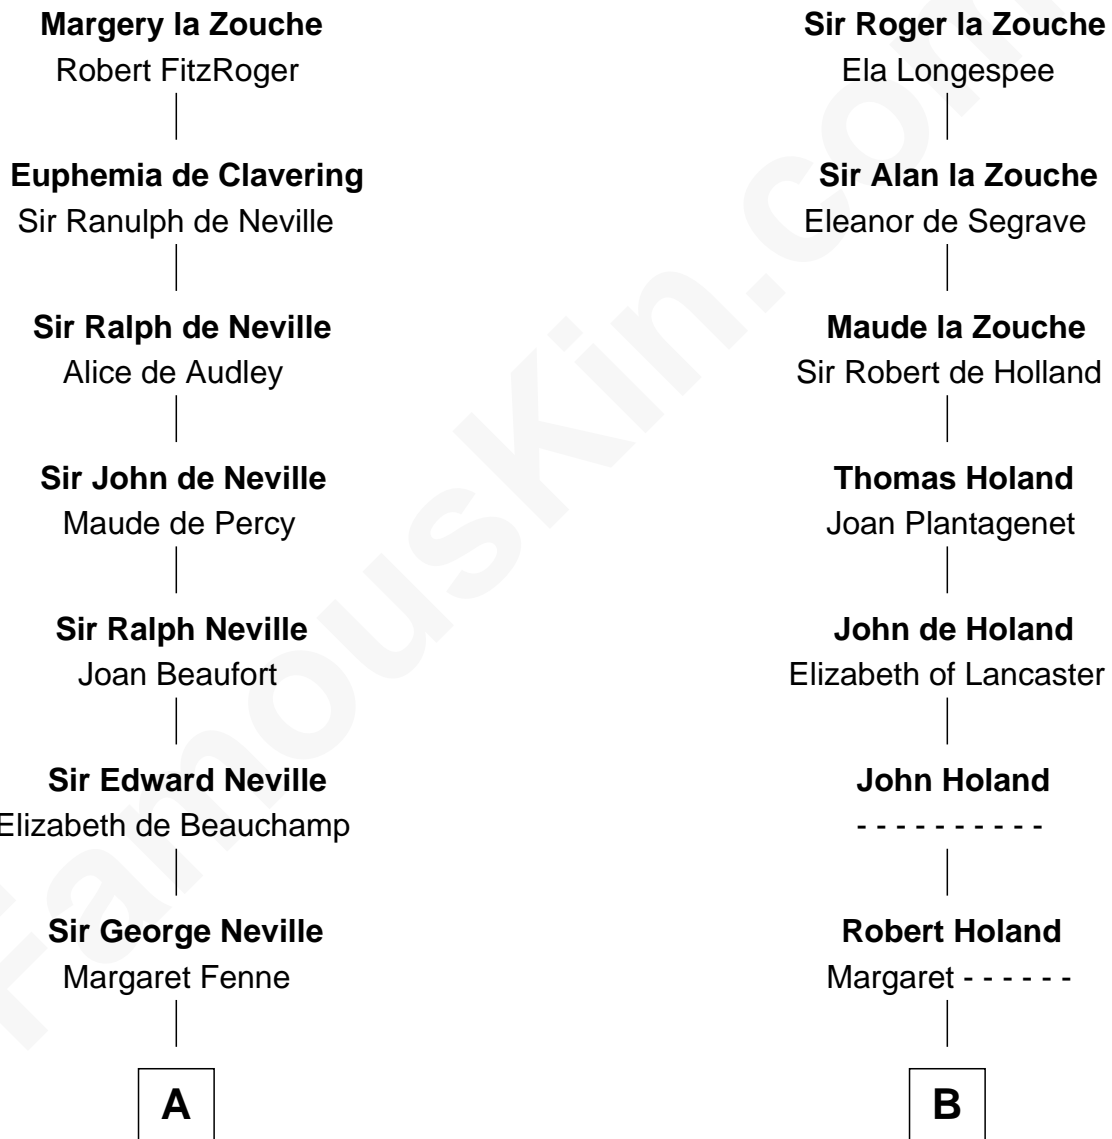 Margery la Zouche
Robert FitzRoger
Euphemia de Clavering
Sir Ranulph de Neville
Sir Ralph de Neville
Alice de Audley
Sir John de Neville
Maude de Percy
Sir Ralph Neville
Joan Beaufort
Sir Edward Neville
Elizabeth de Beauchamp
Sir George Neville
Margaret Fenne
A
Sir Roger la Zouche
Ela Longespee
Sir Alan la Zouche
Eleanor de Segrave
Maude la Zouche
Sir Robert de Holland
Thomas Holand
Joan Plantagenet
John de Holand
Elizabeth of Lancaster
John Holand
- - - - - - - - - -
Robert Holand
Margaret - - - - - -
B
FamousKin.com